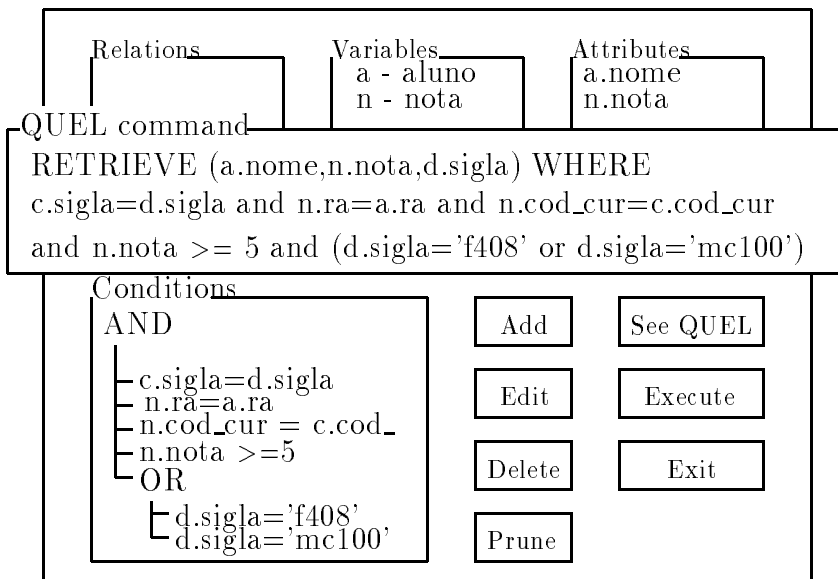 Relations
Variables
a - aluno
n - nota
Attributes
a.nome
n.nota
QUEL command
RETRIEVE (a.nome,n.nota,d.sigla) WHERE
c.sigla=d.sigla and n.ra=a.ra and n.cod_cur=c.cod_cur
and n.nota >= 5 and (d.sigla='f408' or d.sigla='mc100')
Conditions
AND
c.sigla=d.sigla
n.ra=a.ra
n.cod_cur = c.cod_
n.nota >=5
OR
d.sigla='f408'
d.sigla='mc100'
Add
See QUEL
Edit
Execute
Delete
Exit
Prune